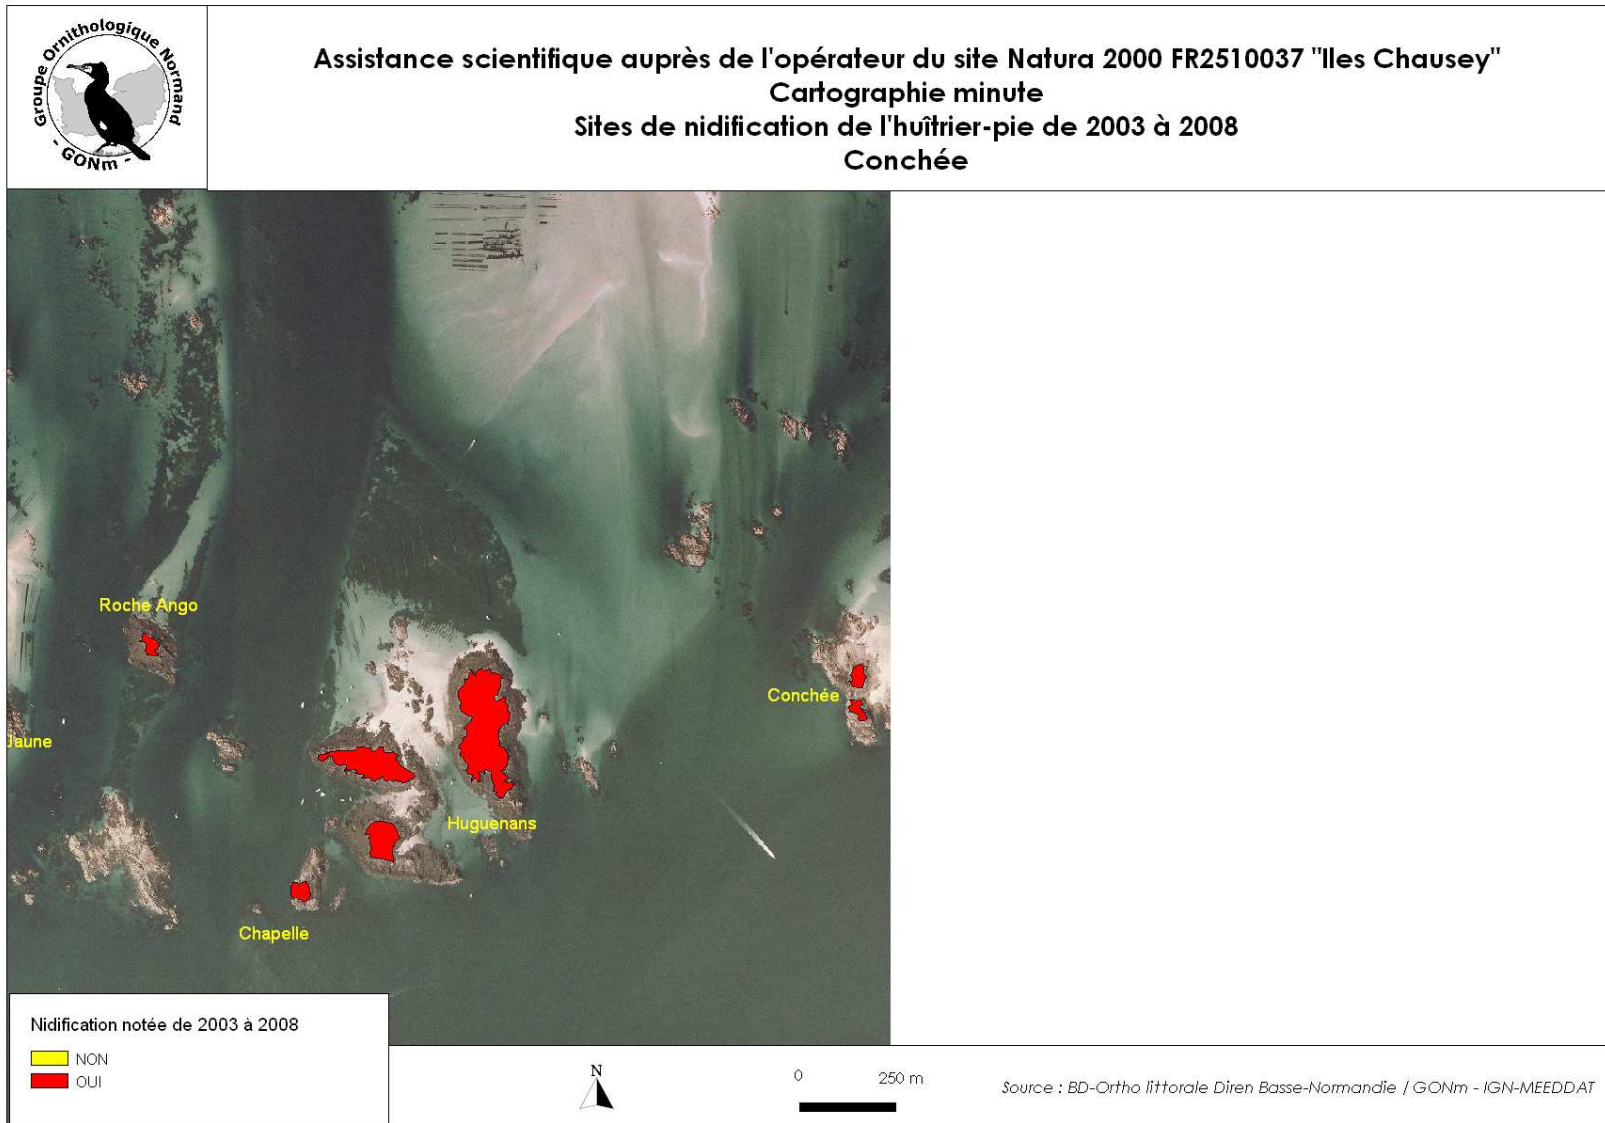 Groupe Ornithologique Normand
- GONm -
Assistance scientifique auprès de l'opérateur du site Natura 2000 FR2510037 "Iles Chausey"
Cartographie minute
Sites de nidification de l'huîtrier-pie de 2003 à 2008
Conchée
Roche Ango
Conchée
Jaune
Huguenans
Chapelle
Nidification notée de 2003 à 2008
NON
OUI
N
0 250 m
Source : BD-Ortho littorale Diren Basse-Normandie / GONm - IGN-MEEDDAT